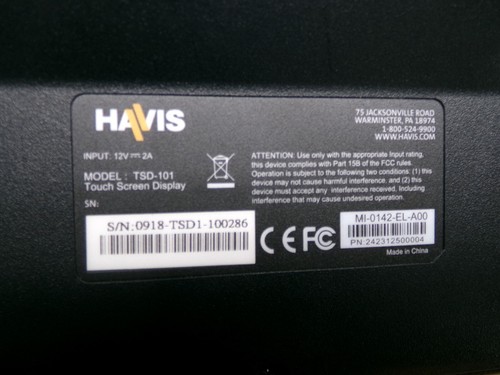 HAVIS
75 JACKSONVILLE ROAD
WARMINSTER, PA 18974
1-800-524-9900
WWW.HAVIS.COM
INPUT: 12V⎓2A
MODEL: TSD-101
Touch Screen Display
SN:
ATTENTION: Use only with the appropriate Input rating,
this device complies with Part 15B of the FCC rules.
Operation is subject to the following two conditions: (1) this
device may not cause harmful interference, and (2) this
device must accept any interference received, Including
interference that may cause undesired operation.
S/N:0918-TSD1-100286
CE FC
MI-0142-EL-A00
PN:242312500004
Made in China